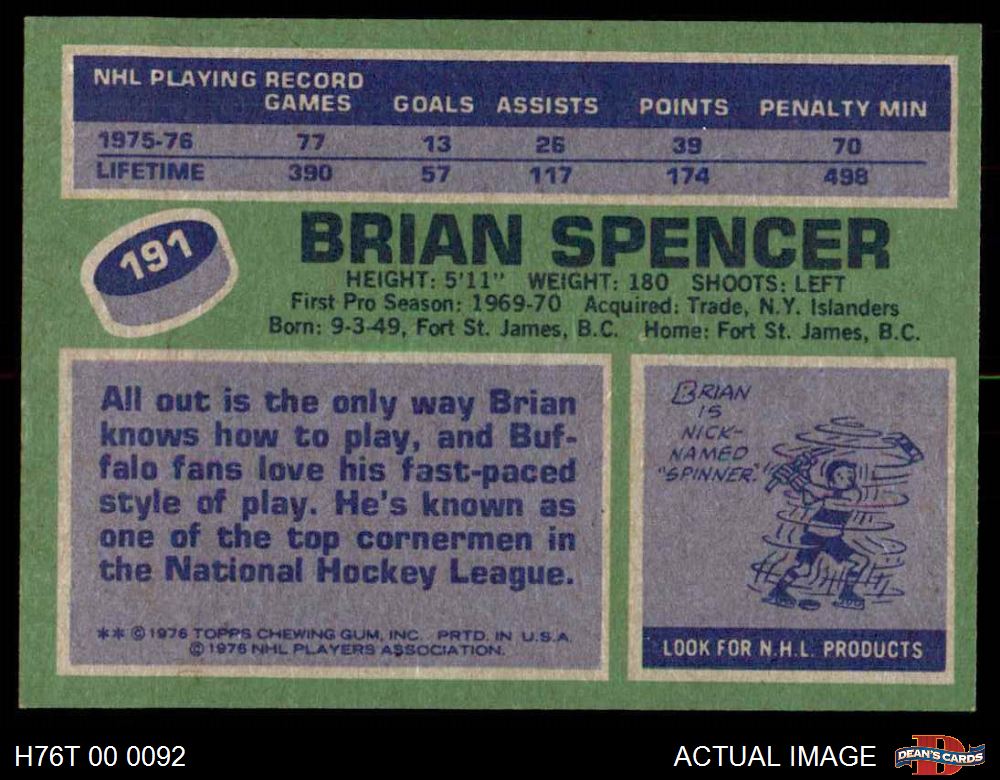 NHL PLAYING RECORD
GAMES GOALS ASSISTS POINTS PENALTY MIN
1975-76 77 13 26 39 70
LIFETIME 390 57 117 174 498
191
BRIAN SPENCER
HEIGHT: 5'11" WEIGHT: 180 SHOOTS: LEFT
First Pro Season: 1969-70 Acquired: Trade, N.Y. Islanders
Born: 9-3-49, Fort St. James, B.C. Home: Fort St. James, B.C.
All out is the only way Brian
knows how to play, and Buf-
falo fans love his fast-paced
style of play. He's known as
one of the top cornermen in
the National Hockey League.
** © 1976 TOPPS CHEWING GUM, INC. PRTD. IN U.S.A.
© 1976 NHL PLAYERS ASSOCIATION.
BRIAN
IS
NICK-
NAMED
"SPINNER."
LOOK FOR N.H.L. PRODUCTS
H76T 00 0092
ACTUAL IMAGE
D
DEAN'S CARDS